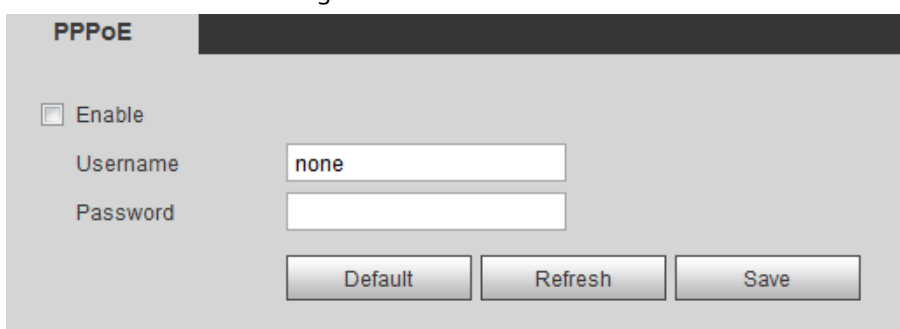 PPPoE
Enable
Username none
Password
Default Refresh Save